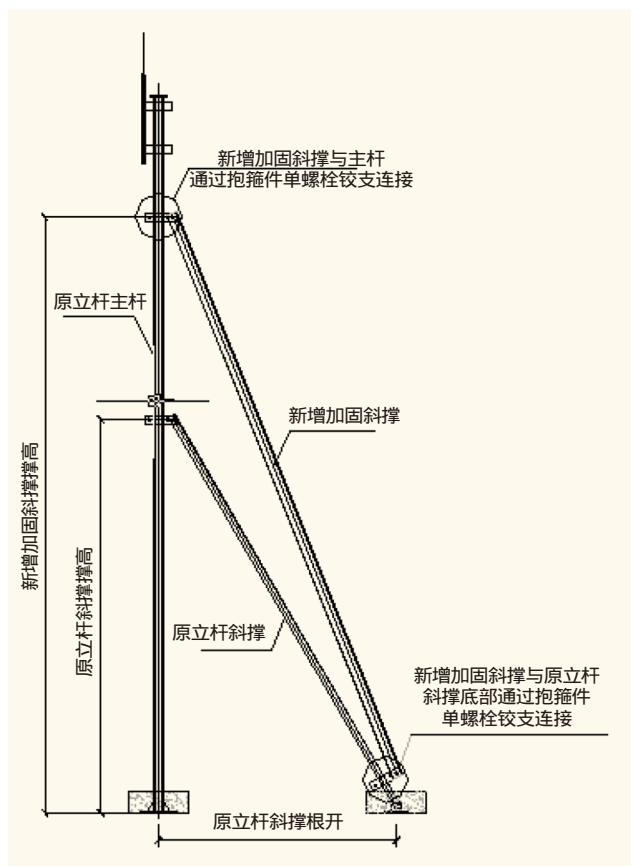 新增加固斜撑与主杆
通过抱箍件单螺栓铰支连接
原立杆主杆
新增加固斜撑
新增加固斜撑撑高
原立杆斜撑撑高
原立杆斜撑
新增加固斜撑与原立杆
斜撑底部通过抱箍件
单螺栓铰支连接
原立杆斜撑根开